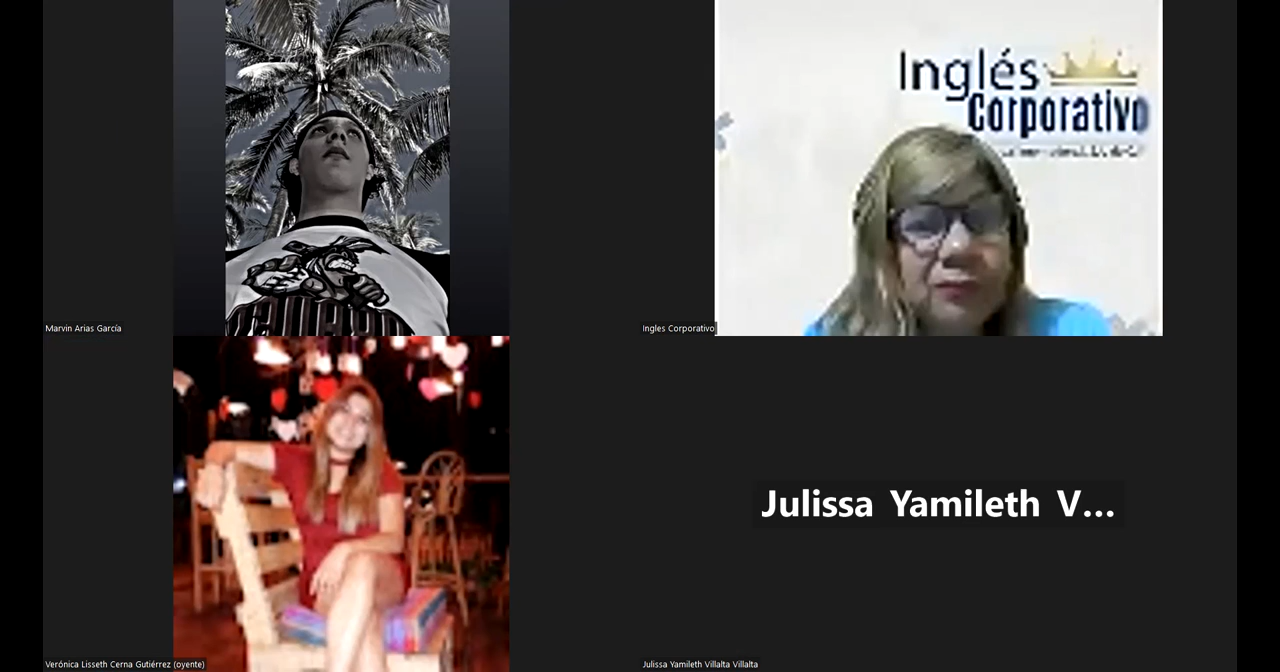 Inglés
Corporativo
Marvin Arias García
Ingles Corporativo
Julissa Yamileth V...
Verónica Lisseth Cerna Gutiérrez (oyente)
Julissa Yamileth Villalta Villalta